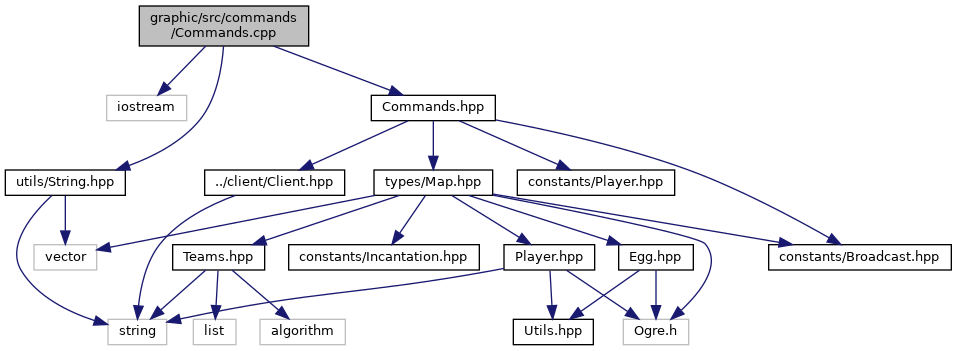 graphic/src/commands
/Commands.cpp
iostream
Commands.hpp
utils/String.hpp
../client/Client.hpp
types/Map.hpp
constants/Player.hpp
vector
Teams.hpp
constants/Incantation.hpp
Player.hpp
Egg.hpp
constants/Broadcast.hpp
string
list
algorithm
Utils.hpp
Ogre.h